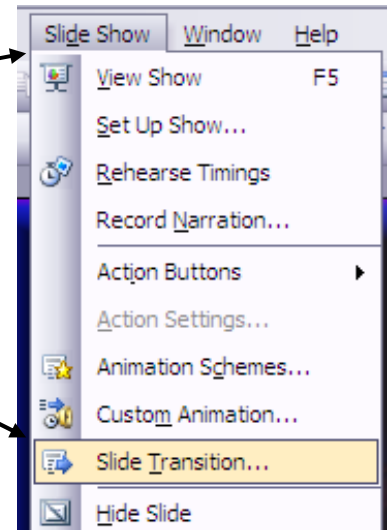 Slide Show Window Help
View Show F5
Set Up Show...
Rehearse Timings
Record Narration...
Action Buttons
Action Settings...
Animation Schemes...
Custom Animation...
Slide Transition...
Hide Slide